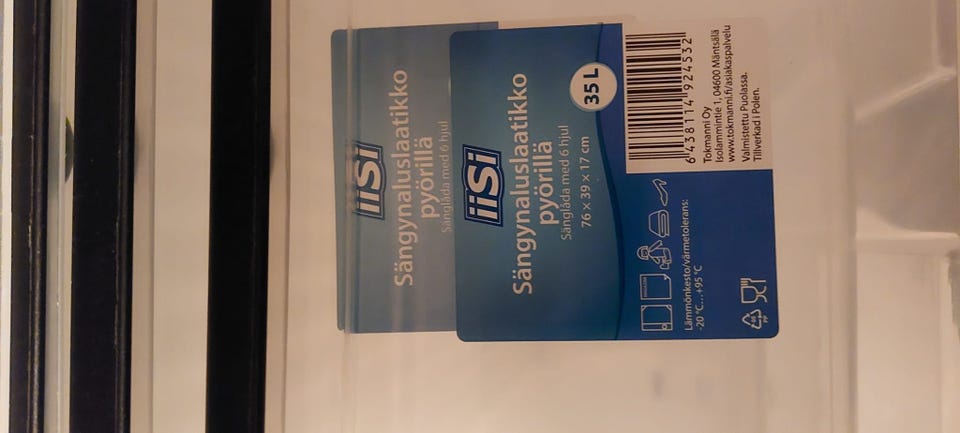 iiSi
Sängynaluslaatikko
pyörillä
Sänglåda med 6 hjul
iiSi
Sängynaluslaatikko
pyörillä
Sänglåda med 6 hjul
76 x 39 x 17 cm
35 L
Lämmönkesto/värmetolerans:
-20 °C...+95 °C
PP
6 438114 924532
Tokmanni Oy
Isolammintie 1, 04600 Mäntsälä
www.tokmanni.fi/asiakaspalvelu
Valmistettu Puolassa.
Tillverkad i Polen.